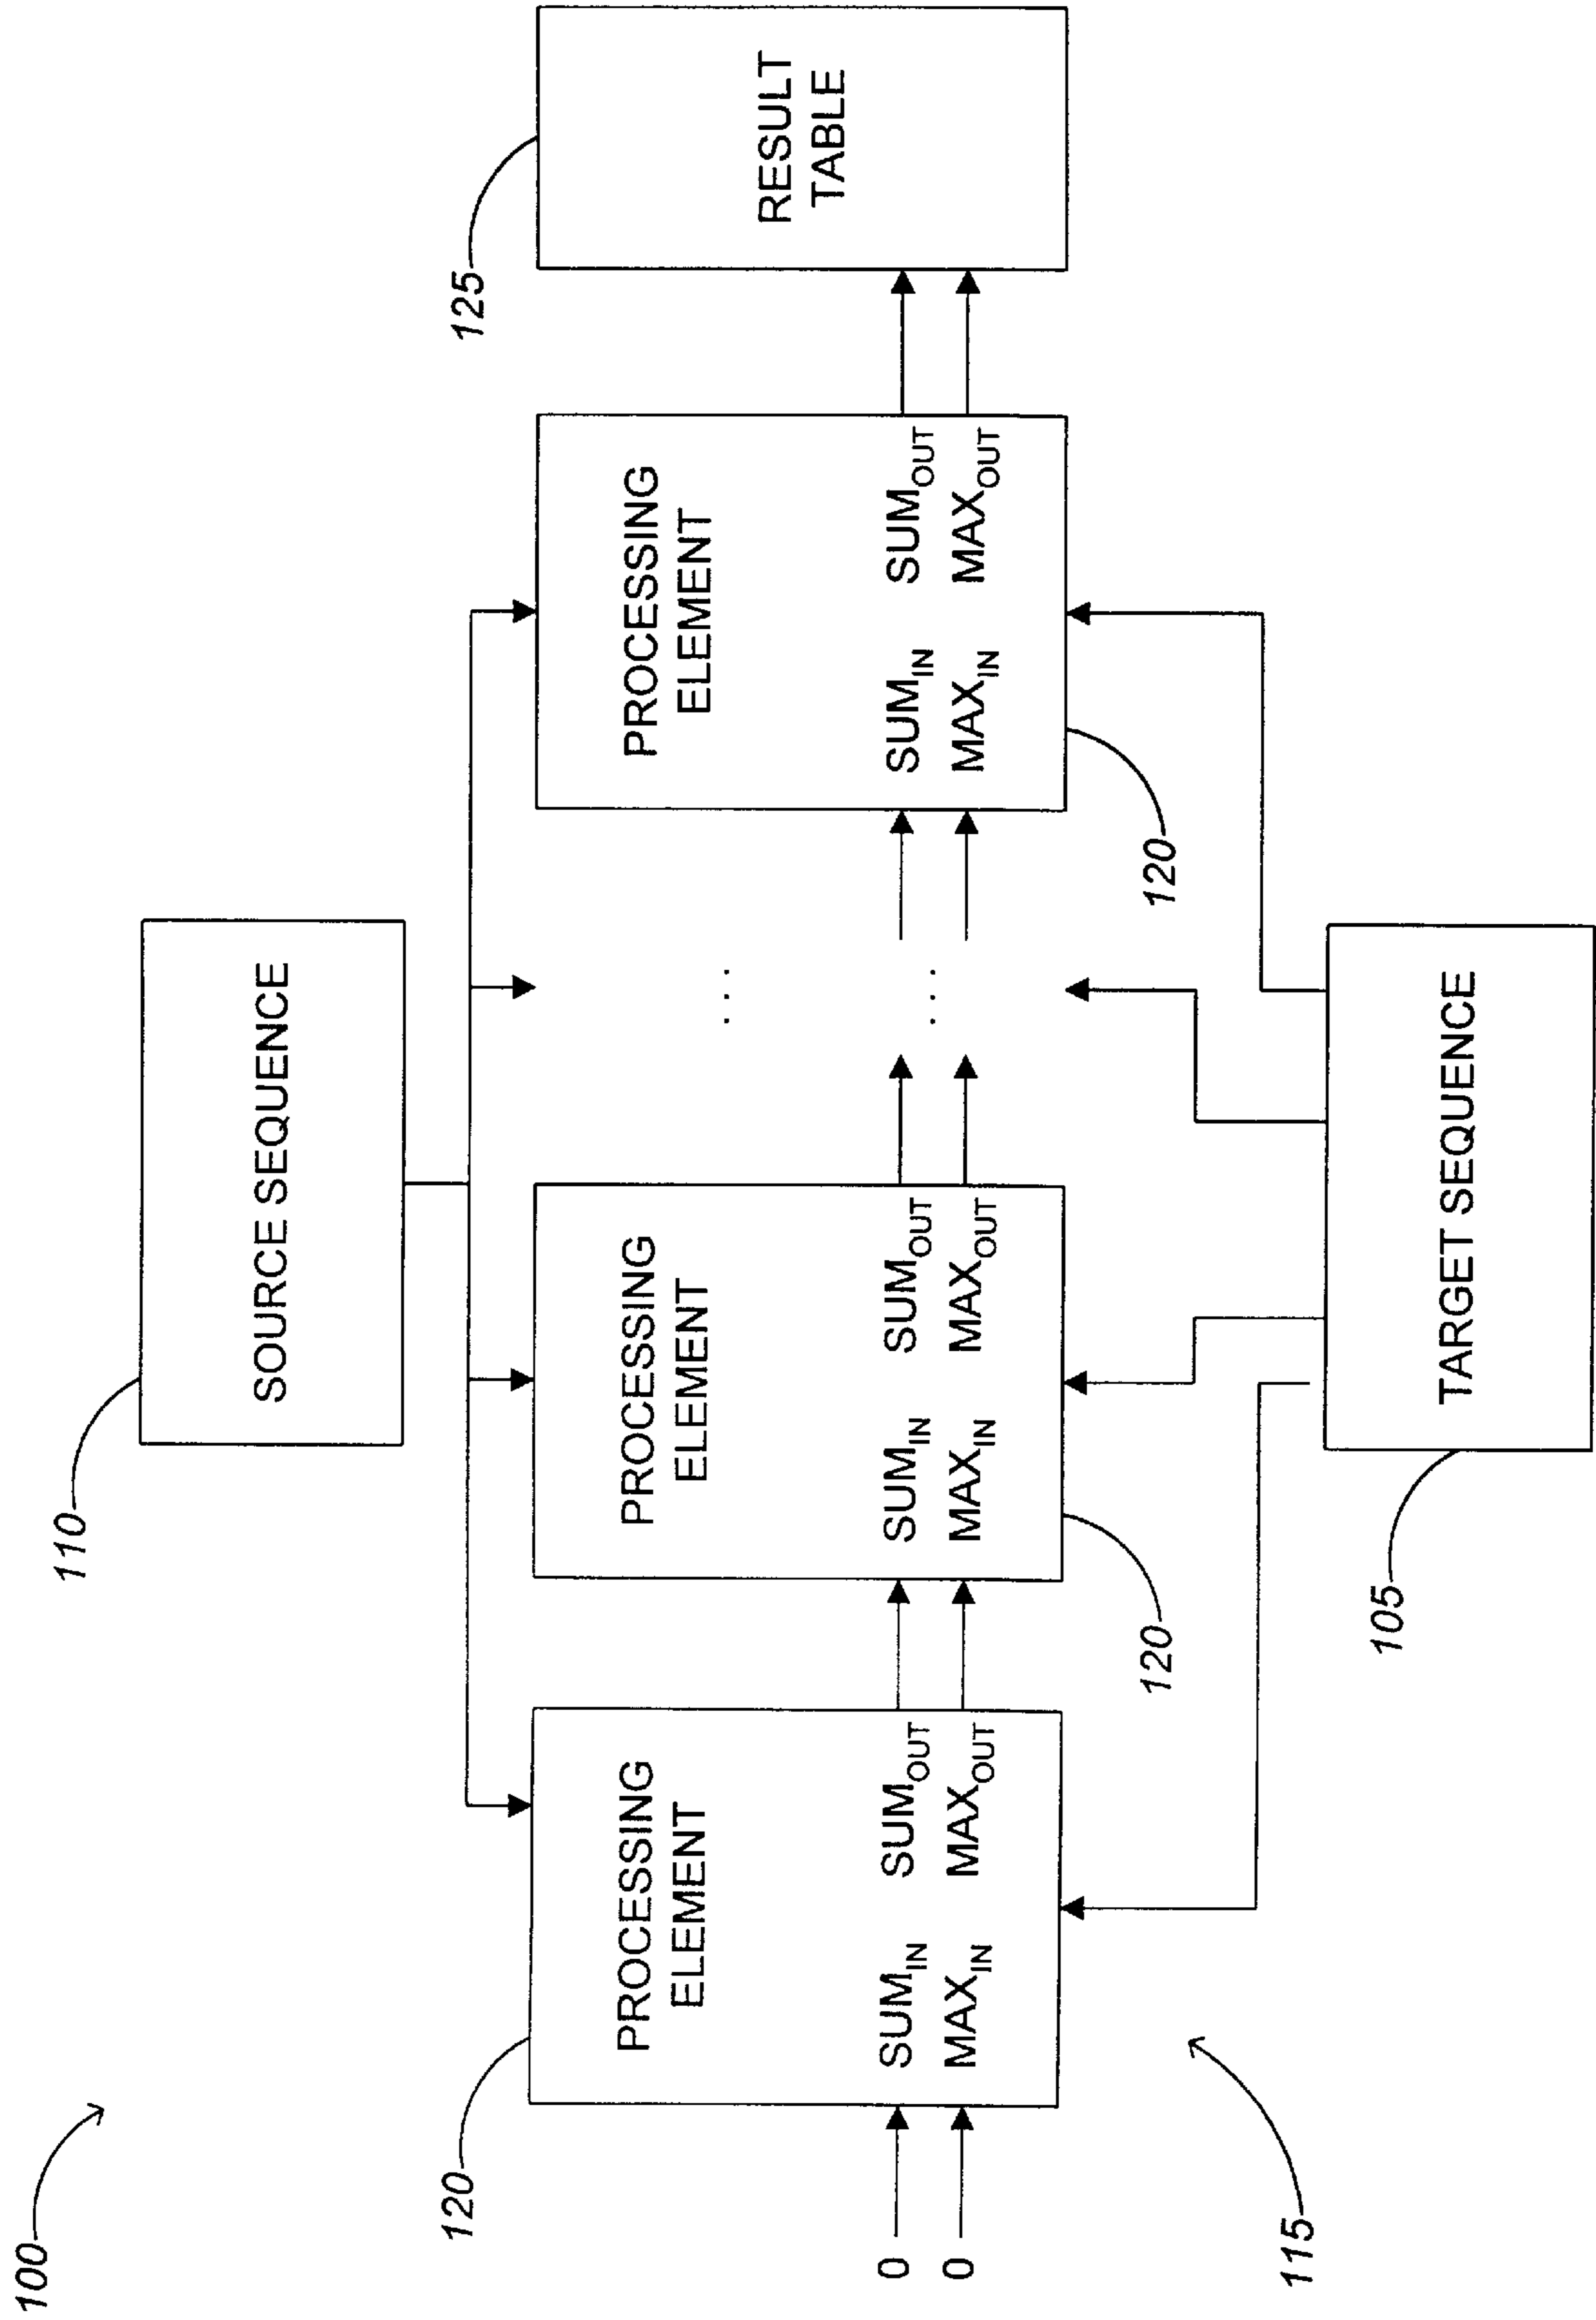 100
110
SOURCE SEQUENCE
120
125
PROCESSING
ELEMENT
SUM_IN SUM_OUT
MAX_IN MAX_OUT
PROCESSING
ELEMENT
SUM_IN SUM_OUT
MAX_IN MAX_OUT
...
...
PROCESSING
ELEMENT
SUM_IN SUM_OUT
MAX_IN MAX_OUT
RESULT
TABLE
0
0
120
120
115
105
TARGET SEQUENCE